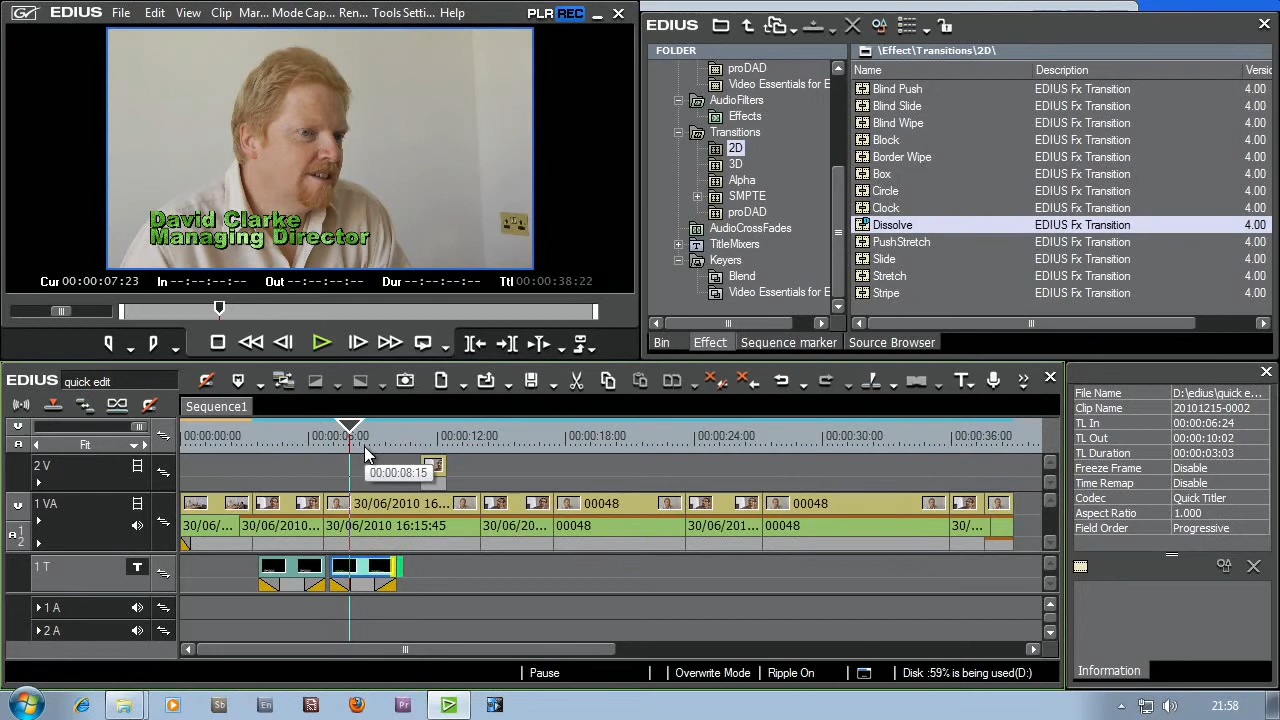 EDIUS File Edit View Clip Mar... Mode Cap... Ren... Tools Setti... Help PLR REC
David Clarke
Managing Director
Cur 00:00:07:23 In --:--:--:-- Out --:--:--:-- Dur --:--:--:-- Ttl 00:00:38:22
EDIUS
FOLDER
proDAD
Video Essentials for E
AudioFilters
Effects
Transitions
2D
3D
Alpha
SMPTE
proDAD
AudioCrossFades
TitleMixers
Keyers
Blend
Video Essentials for E
\Effect\Transitions\2D\
Name Description Versio
Blind Push EDIUS Fx Transition 4.00
Blind Slide EDIUS Fx Transition 4.00
Blind Wipe EDIUS Fx Transition 4.00
Block EDIUS Fx Transition 4.00
Border Wipe EDIUS Fx Transition 4.00
Box EDIUS Fx Transition 4.00
Circle EDIUS Fx Transition 4.00
Clock EDIUS Fx Transition 4.00
Dissolve EDIUS Fx Transition 4.00
PushStretch EDIUS Fx Transition 4.00
Slide EDIUS Fx Transition 4.00
Stretch EDIUS Fx Transition 4.00
Stripe EDIUS Fx Transition 4.00
Bin Effect Sequence marker Source Browser
EDIUS quick edit
Sequence1
Fit
00:00:00:00 00:00:06:00 00:00:12:00 00:00:18:00 00:00:24:00 00:00:30:00 00:00:36:00
00:00:08:15
2 V
1 VA 30/06/2010 16... 00048 00048
30/06/... 30/06/2010... 30/06/2010 16:15:45 30/06/20... 00048 30/06/201... 00048 30/...
A 1 2
1 T T
1 A
2 A
Pause Overwrite Mode Ripple On Disk :59% is being used(D:)
File Name D:\edius\quick e...
Clip Name 20101215-0002
TL In 00:00:06:24
TL Out 00:00:10:02
TL Duration 00:00:03:03
Freeze Frame Disable
Time Remap Disable
Codec Quick Titler
Aspect Ratio 1.000
Field Order Progressive
Information
Sb En Pr 21:58